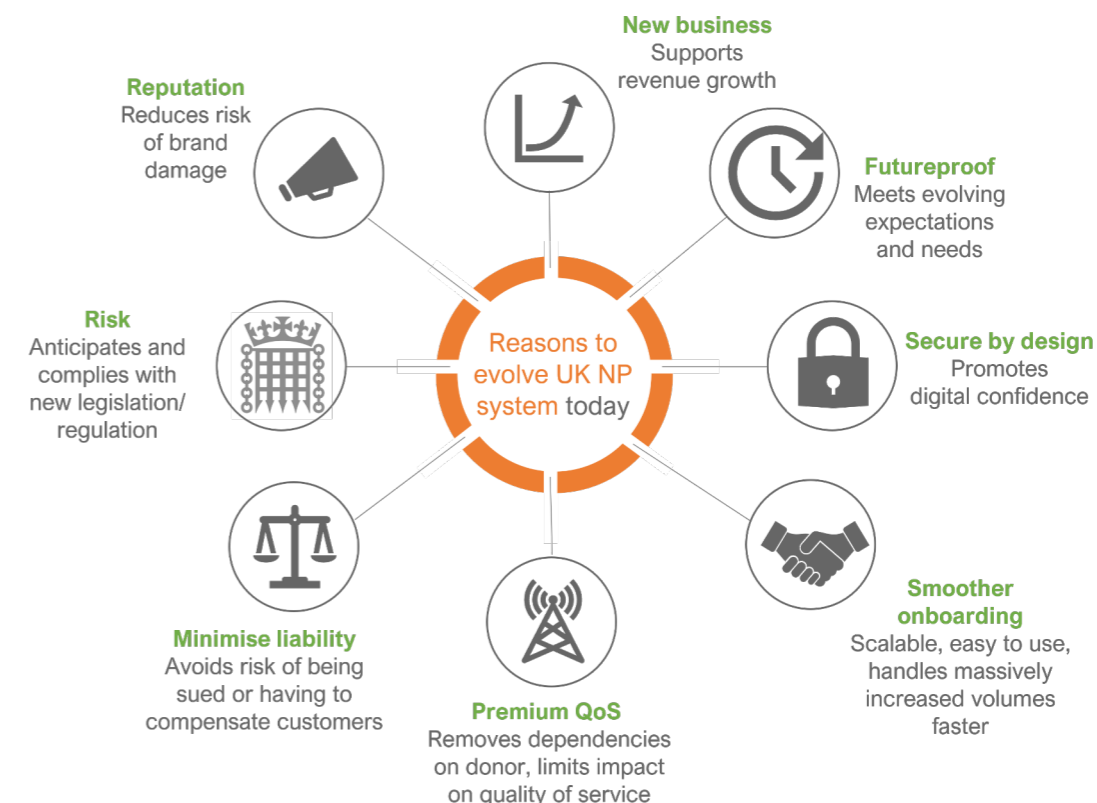 New business
Supports
revenue growth
Reputation
Reduces risk
of brand
damage
Futureproof
Meets evolving
expectations
and needs
Risk
Anticipates and
complies with
new legislation/
regulation
Reasons to
evolve UK NP
system today
Secure by design
Promotes
digital confidence
Minimise liability
Avoids risk of being
sued or having to
compensate customers
Premium QoS
Removes dependencies
on donor, limits impact
on quality of service
Smoother
onboarding
Scalable, easy to use,
handles massively
increased volumes
faster